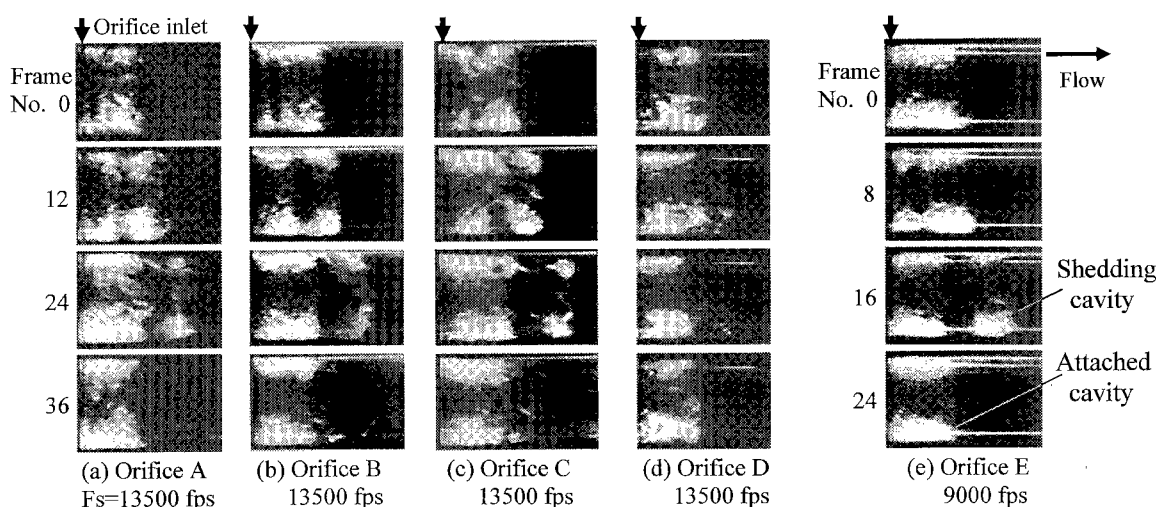 Orifice inlet
Frame
No. 0
12
24
36
Frame
No. 0
8
16
24
Flow
Shedding
cavity
Attached
cavity
(a) Orifice A
Fs=13500 fps
(b) Orifice B
13500 fps
(c) Orifice C
13500 fps
(d) Orifice D
13500 fps
(e) Orifice E
9000 fps